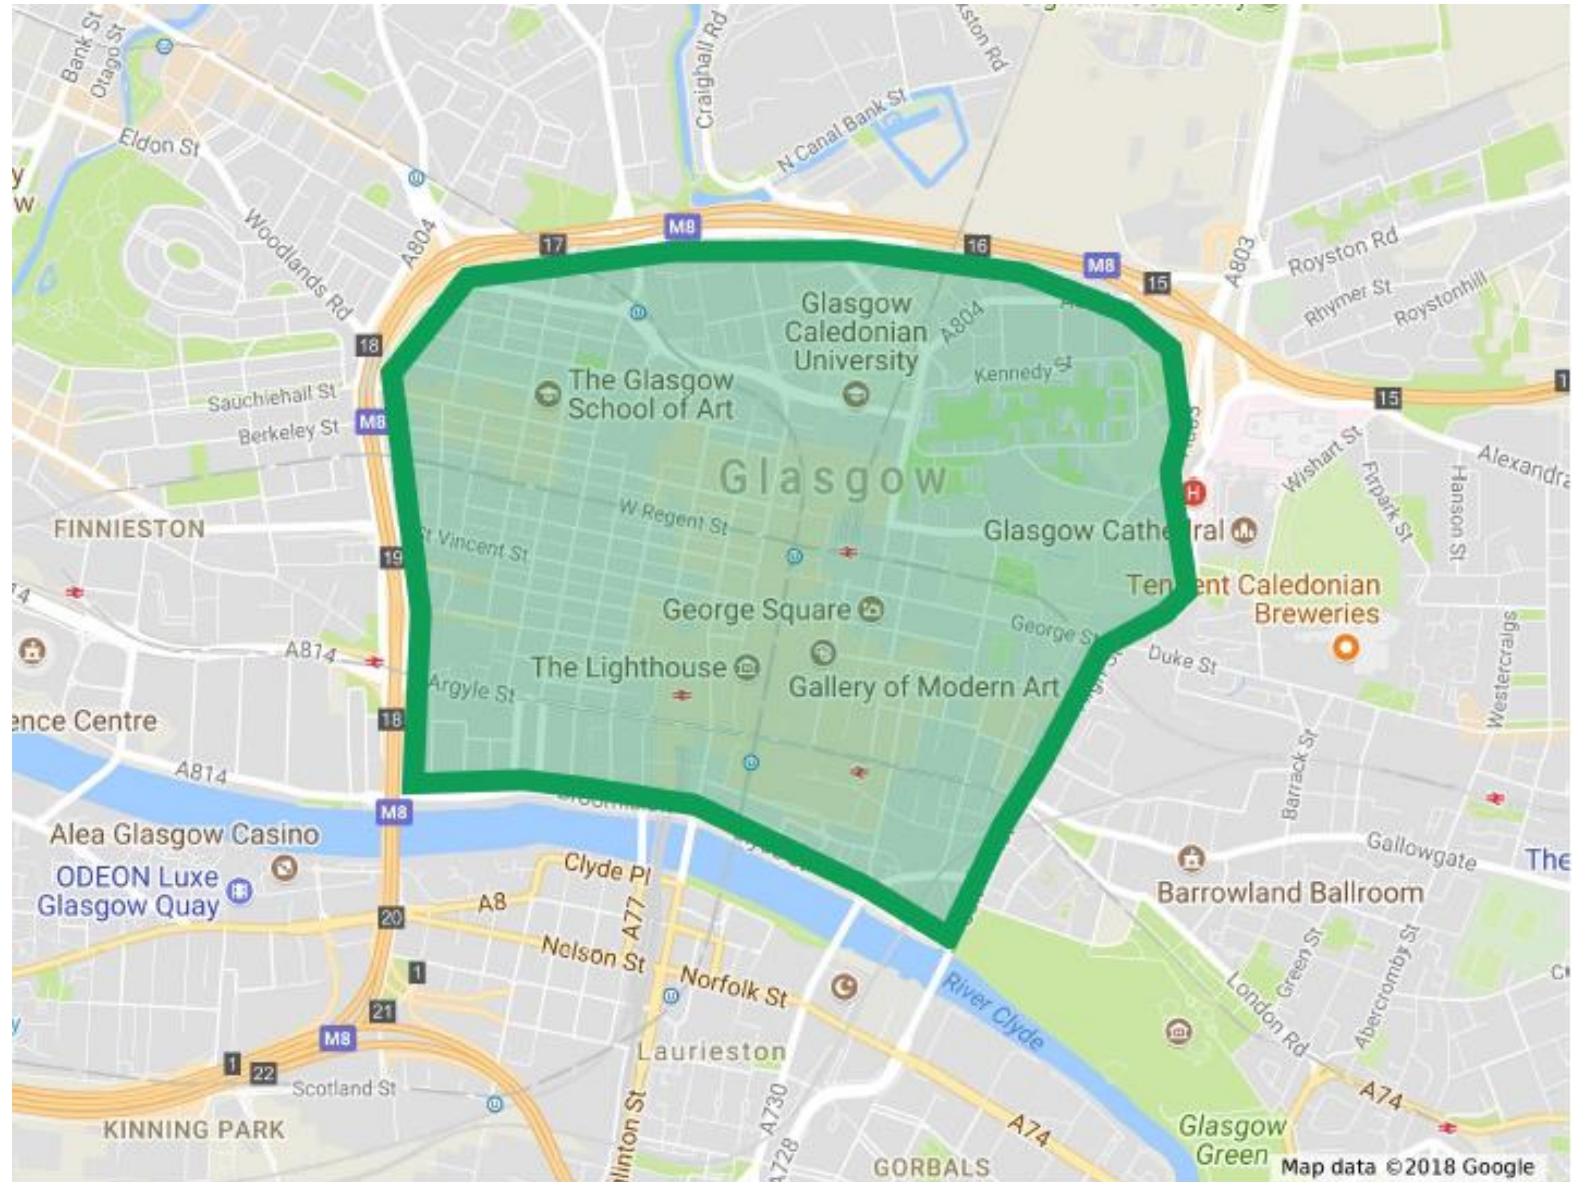 Bank St
Otago St
Craighall Rd
N Canal Bank St
Eldon St
y
w
Woodlands Rd
A804
M8
17
16
M8
15
A803
Royston Rd
Rhymer St
Roystonhill
18
Glasgow
Caledonian
University
A804
Kennedy St
The Glasgow
School of Art
Sauchiehall St
Berkeley St
M8
15
1
Wishart St
Alexandra
Firpark St
Hanson St
Glasgow
H
W Regent St
FINNIESTON
19
t Vincent St
Glasgow Cathedral
Tennent Caledonian
Breweries
14
George Square
George St
Duke St
A814
The Lighthouse
Gallery of Modern Art
Argyle St
Westercraigs
ence Centre
18
A814
Barrack St
M8
Alea Glasgow Casino
Gallowgate
The
ODEON Luxe
Glasgow Quay
Clyde Pl
Barrowland Ballroom
A8
20
A77
Nelson St
Norfolk St
1
21
River Clyde
Green St
Abercromby St
London Rd
M8
1
22
Scotland St
Laurieston
A730
A728
A74
A74
KINNING PARK
GORBALS
Glasgow
Green
Map data ©2018 Google